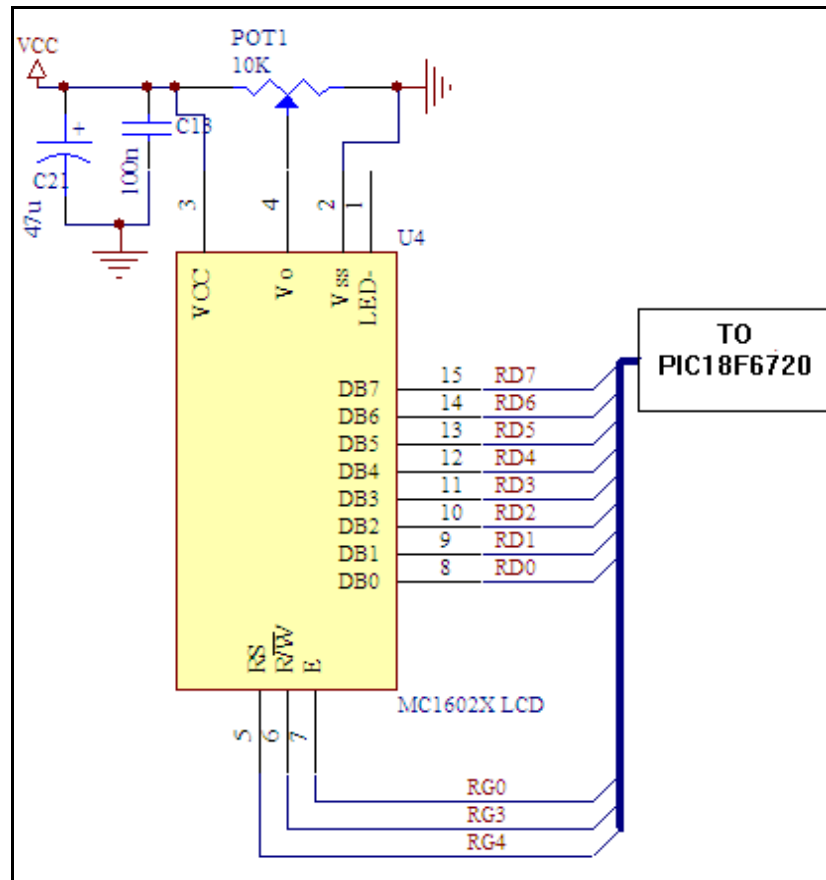 VCC
POT1
10K
C13
100n
C21
47u
+
3
4
2
1
U4
VCC
Vo
Vss
LED-
TO
PIC18F6720
DB7 15 RD7
DB6 14 RD6
DB5 13 RD5
DB4 12 RD4
DB3 11 RD3
DB2 10 RD2
DB1 9 RD1
DB0 8 RD0
RS
R/W
E
MC1602X LCD
5
6
7
RG0
RG3
RG4